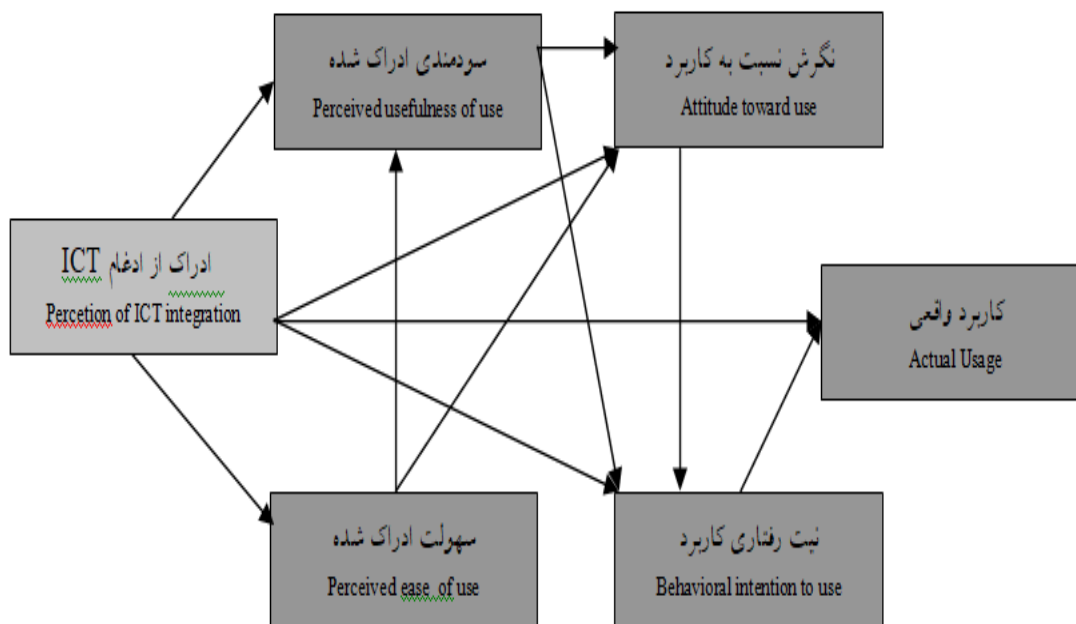 سودمندی ادراک شده
Perceived usefulness of use
نگرش نسبت به کاربرد
Attitude toward use
ادراک از ادغام ICT
Percetion of ICT integration
کاربرد واقعی
Actual Usage
سهولت ادراک شده
Perceived ease of use
نیت رفتاری کاربرد
Behavioral intention to use